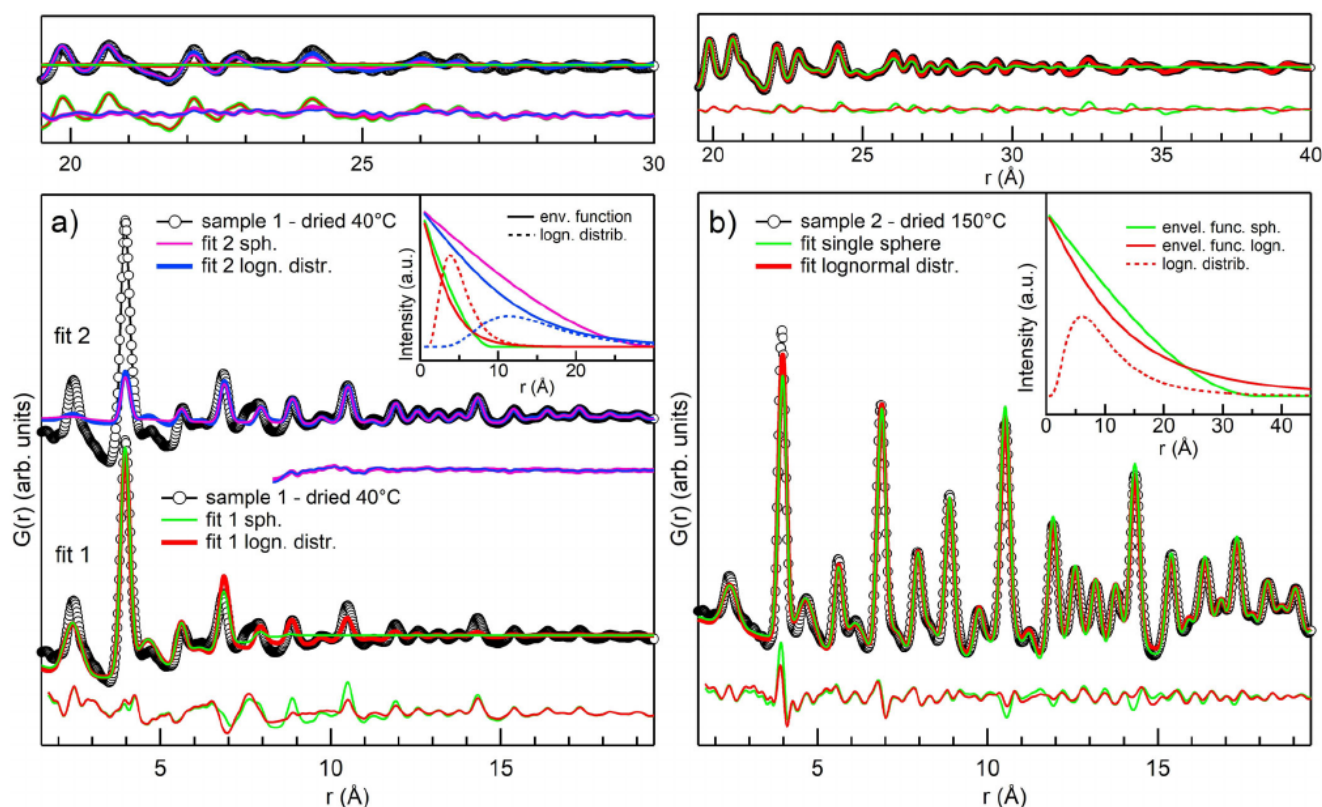 20 25 30
r (Å)
20 25 30 35 40
r (Å)
a)
sample 1 - dried 40°C
fit 2 sph.
fit 2 logn. distr.
env. function
logn. distrib.
Intensity (a.u.)
0 10 20
r (Å)
fit 2
sample 1 - dried 40°C
fit 1 sph.
fit 1 logn. distr.
fit 1
G(r) (arb. units)
5 10 15
r (Å)
b)
sample 2 - dried 150°C
fit single sphere
fit lognormal distr.
envel. func. sph.
envel. func. logn.
logn. distrib.
Intensity (a.u.)
0 10 20 30 40
r (Å)
G(r) (arb. units)
5 10 15
r (Å)